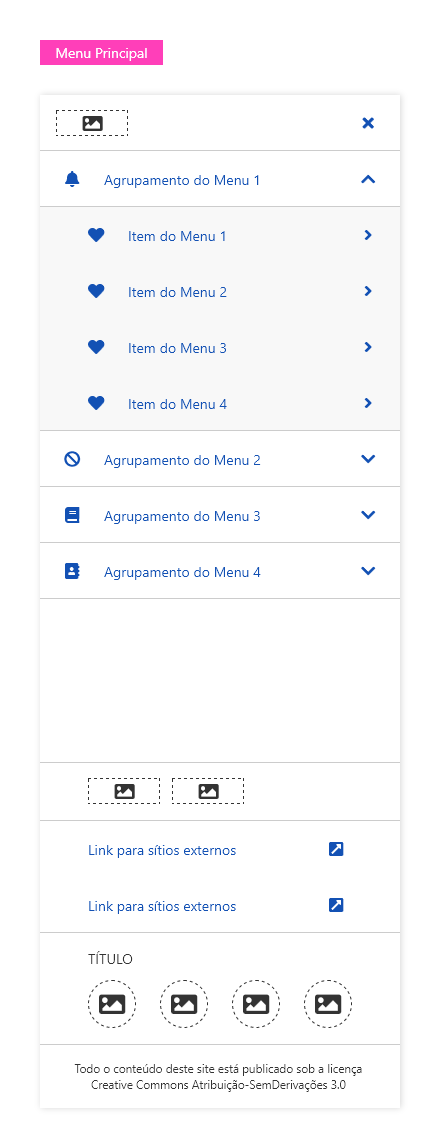 Menu Principal
Agrupamento do Menu 1
Item do Menu 1
Item do Menu 2
Item do Menu 3
Item do Menu 4
Agrupamento do Menu 2
Agrupamento do Menu 3
Agrupamento do Menu 4
Link para sítios externos
Link para sítios externos
TÍTULO
Todo o conteúdo deste site está publicado sob a licença
Creative Commons Atribuição-SemDerivações 3.0